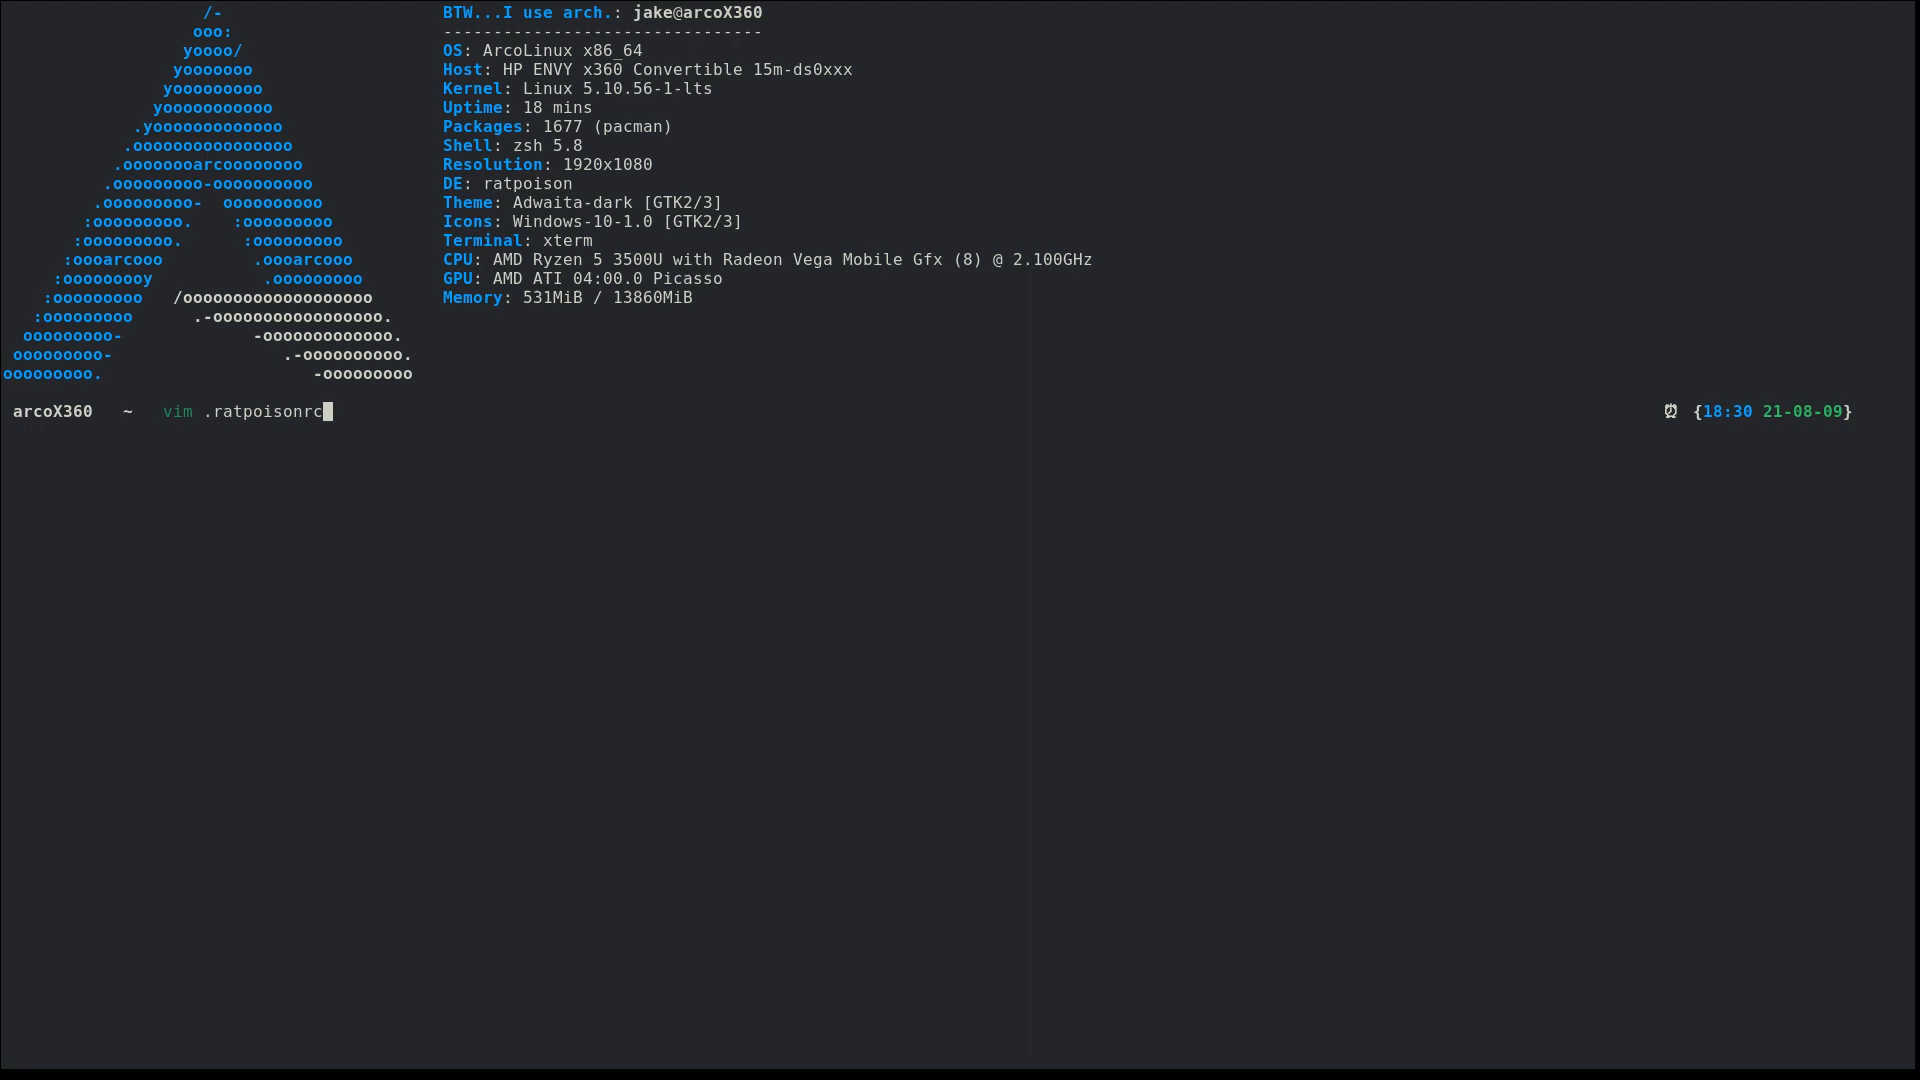 /-
ooo:
yoooo/
yooooooo
yooooooooo
yooooooooooo
.yooooooooooooo
.oooooooooooooooo
.oooooooarcoooooooo
.ooooooooo-oooooooooo
.ooooooooo-  oooooooooo
:ooooooooo.    :ooooooooo
:ooooooooo.      :ooooooooo
:oooarcooo         .oooarcooo
:ooooooooy           .ooooooooo
:ooooooooo   /ooooooooooooooooooo
:ooooooooo      .-ooooooooooooooooo.
ooooooooo-             -ooooooooooooo.
ooooooooo-                 .-oooooooooo.
ooooooooo.                     -ooooooooo
BTW...I use arch.: jake@arcoX360
--------------------------------
OS: ArcoLinux x86_64
Host: HP ENVY x360 Convertible 15m-ds0xxx
Kernel: Linux 5.10.56-1-lts
Uptime: 18 mins
Packages: 1677 (pacman)
Shell: zsh 5.8
Resolution: 1920x1080
DE: ratpoison
Theme: Adwaita-dark [GTK2/3]
Icons: Windows-10-1.0 [GTK2/3]
Terminal: xterm
CPU: AMD Ryzen 5 3500U with Radeon Vega Mobile Gfx (8) @ 2.100GHz
GPU: AMD ATI 04:00.0 Picasso
Memory: 531MiB / 13860MiB
arcoX360   ~   vim .ratpoisonrc   ⏰ {18:30 21-08-09}